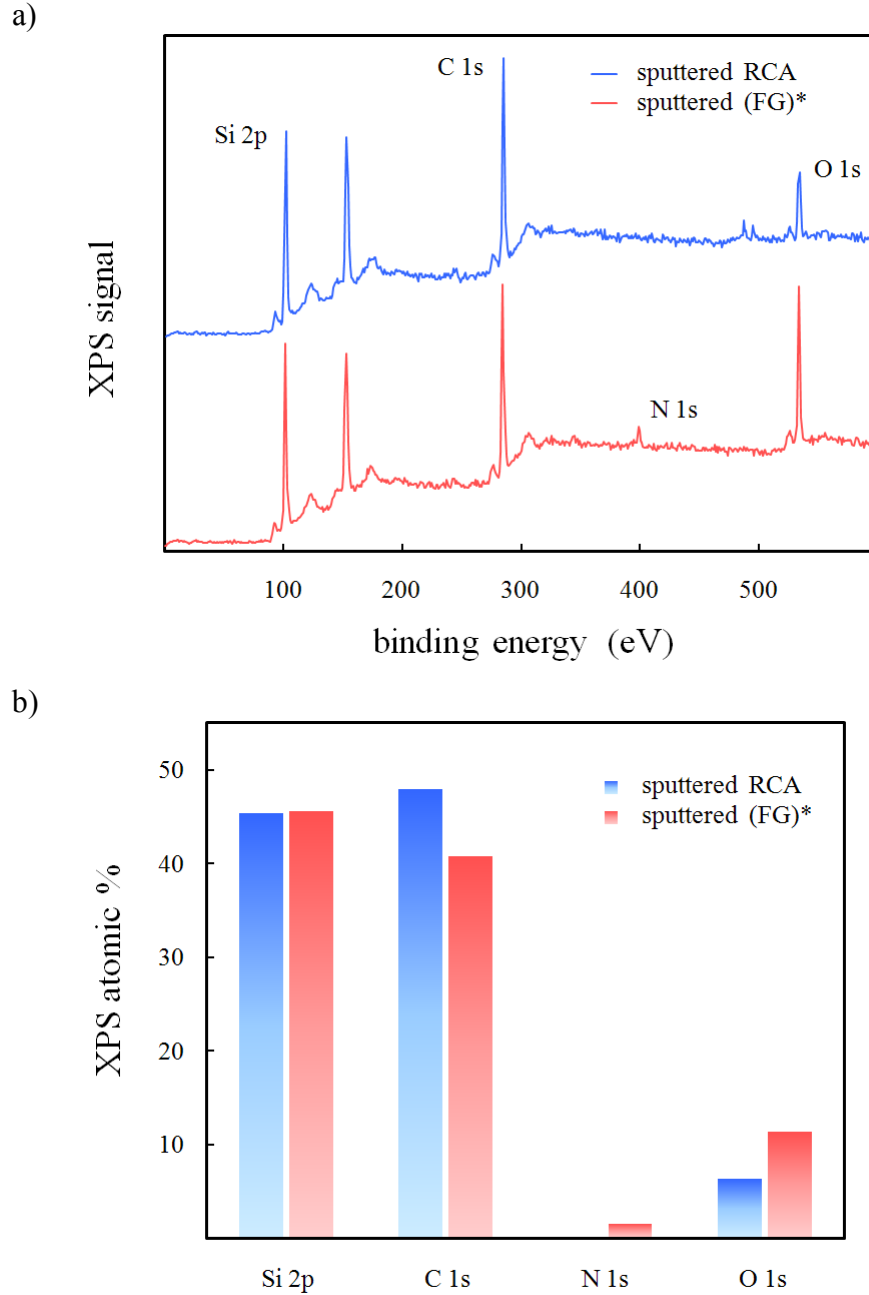 a)
C 1s
sputtered RCA
sputtered (FG)*
Si 2p
O 1s
N 1s
XPS signal
100 200 300 400 500
binding energy (eV)
b)
50
40
30
20
10
sputtered RCA
sputtered (FG)*
XPS atomic %
Si 2p C 1s N 1s O 1s